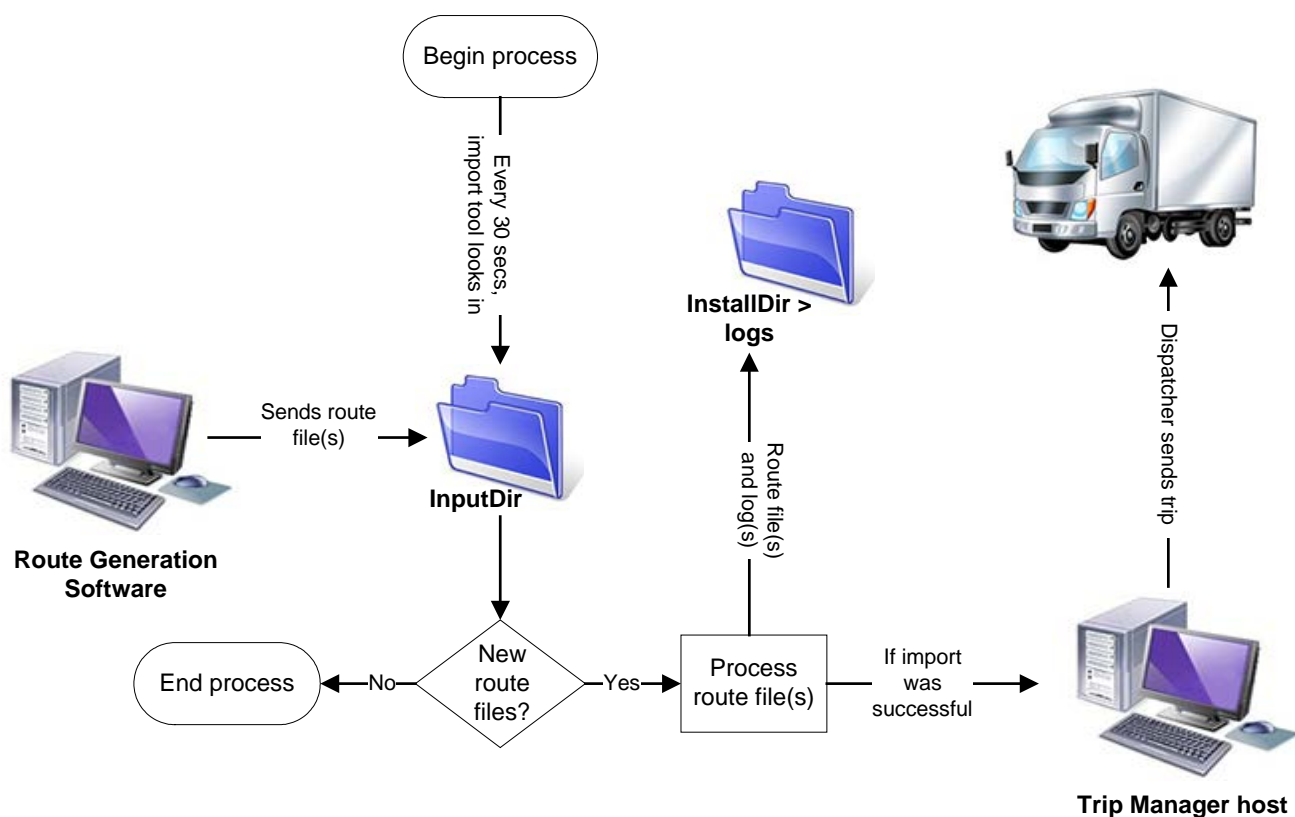 Begin process
Every 30 secs,
import tool looks in
InstallDir >
logs
Sends route
file(s)
InputDir
Route file(s)
and log(s)
Dispatcher sends trip
Route Generation
Software
End process
No
New
route
files?
Yes
Process
route file(s)
If import
was
successful
Trip Manager host